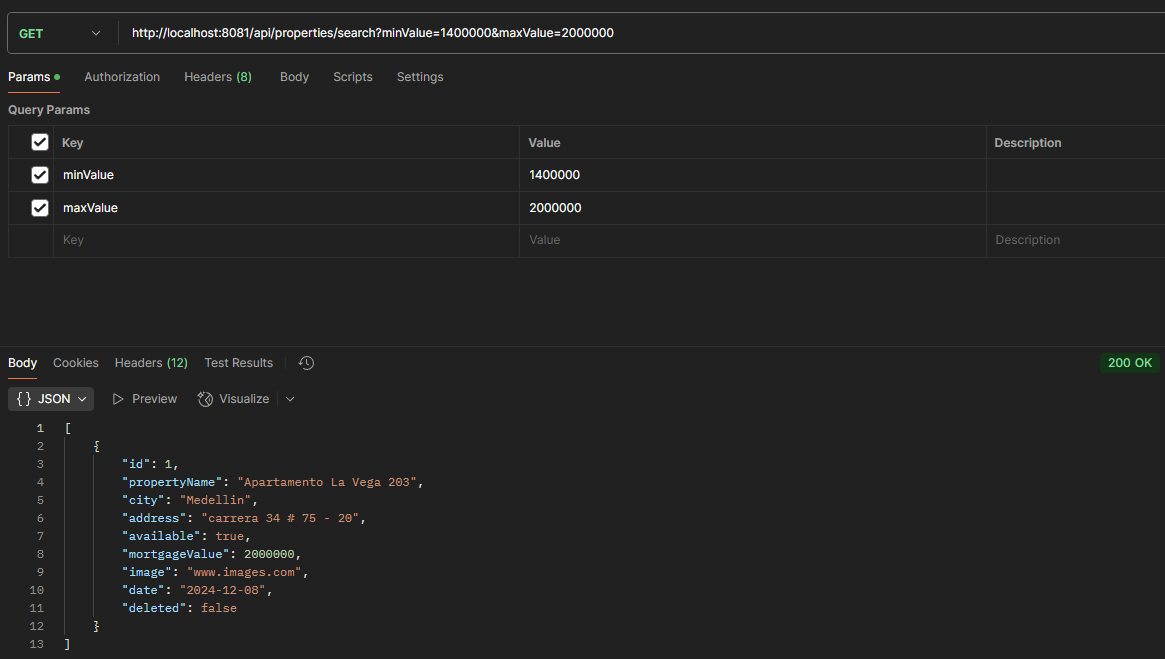 GET http://localhost:8081/api/properties/search?minValue=1400000&maxValue=2000000
Params Authorization Headers (8) Body Scripts Settings
Query Params
Key Value Description
minValue 1400000
maxValue 2000000
Key Value Description
Body Cookies Headers (12) Test Results 200 OK
{} JSON Preview Visualize
1 [
2 {
3 "id": 1,
4 "propertyName": "Apartamento La Vega 203",
5 "city": "Medellin",
6 "address": "carrera 34 # 75 - 20",
7 "available": true,
8 "mortgageValue": 2000000,
9 "image": "www.images.com",
10 "date": "2024-12-08",
11 "deleted": false
12 }
13 ]